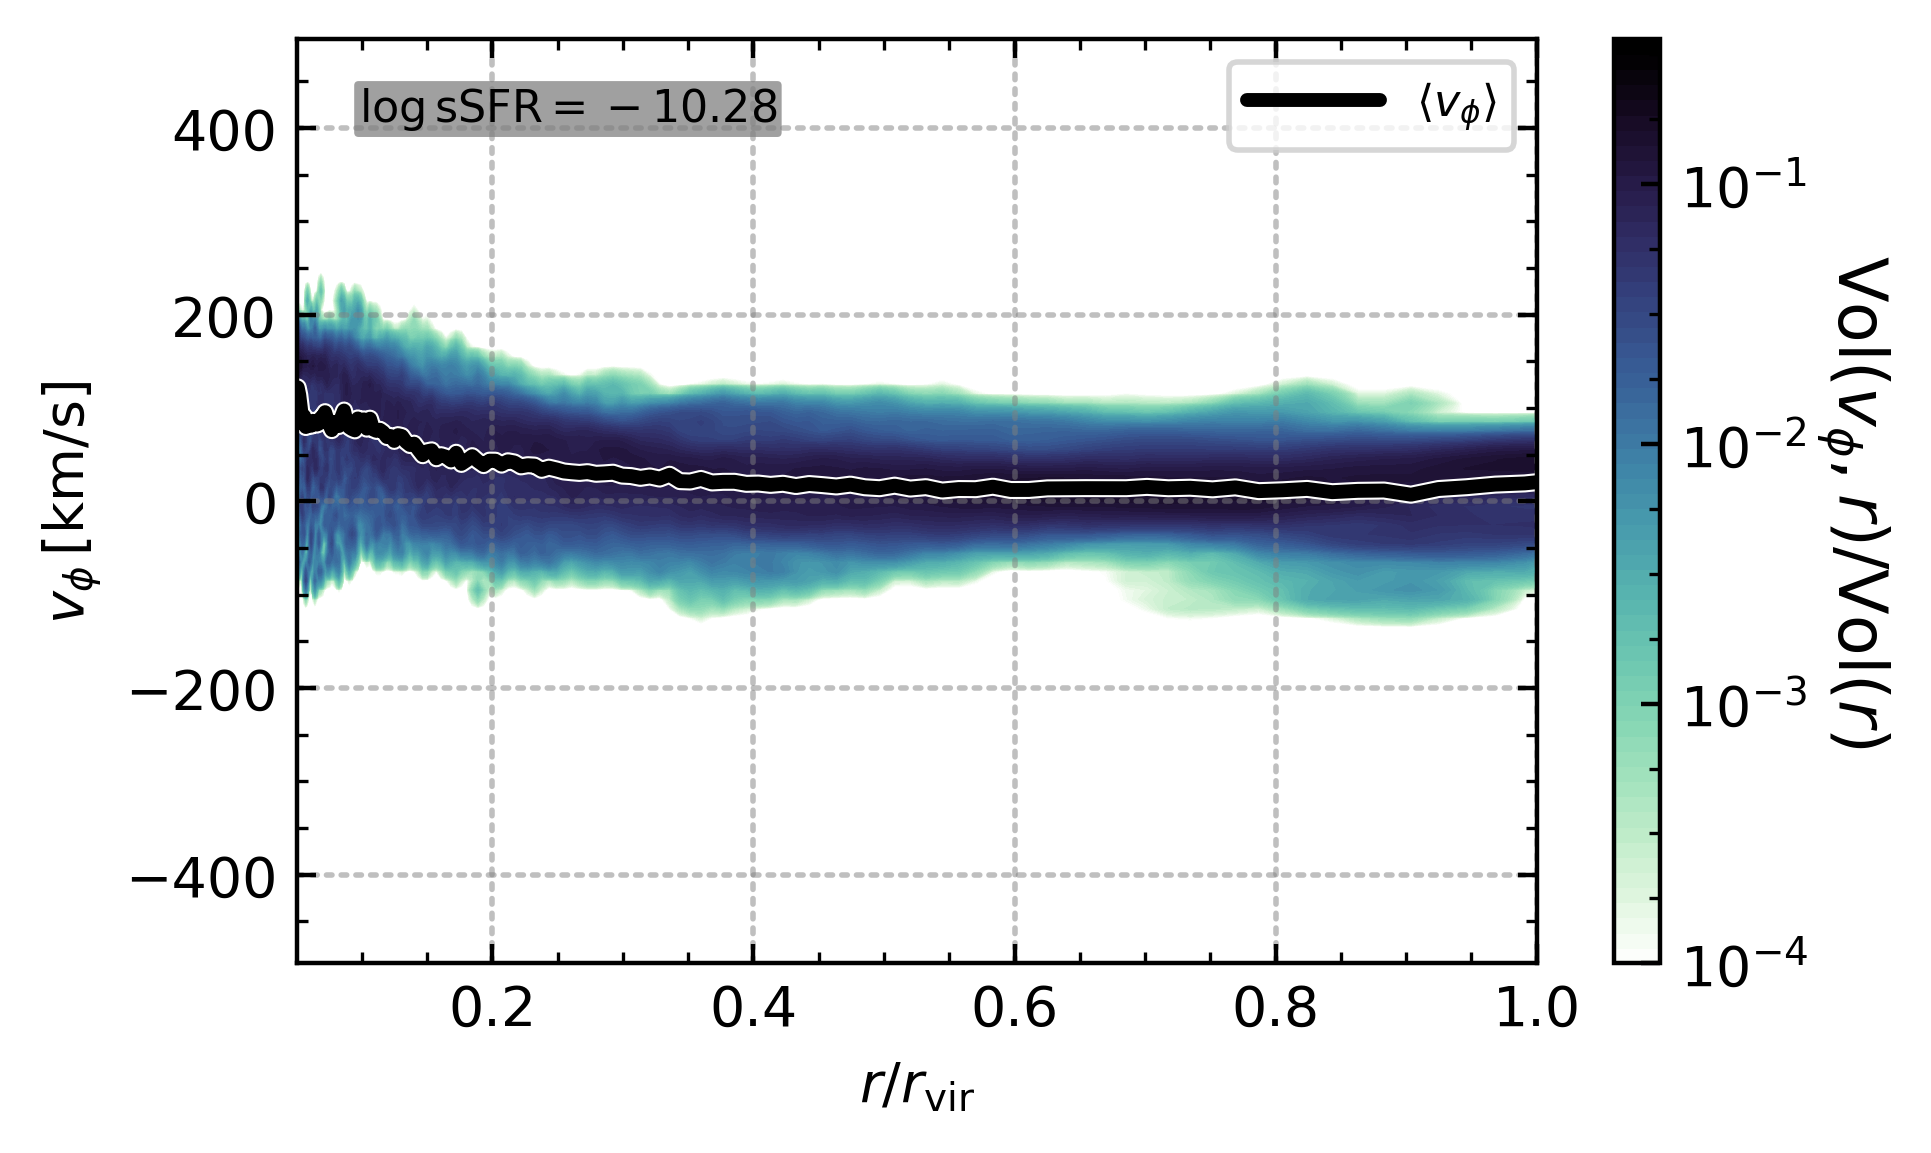 log sSFR = − 10.28
⟨v_ϕ⟩
400
200
0
−200
−400
v_ϕ [km/s]
0.2 0.4 0.6 0.8 1.0
r/r_vir
10⁻¹
10⁻²
10⁻³
10⁻⁴
Vol(v_ϕ, r)/Vol(r)